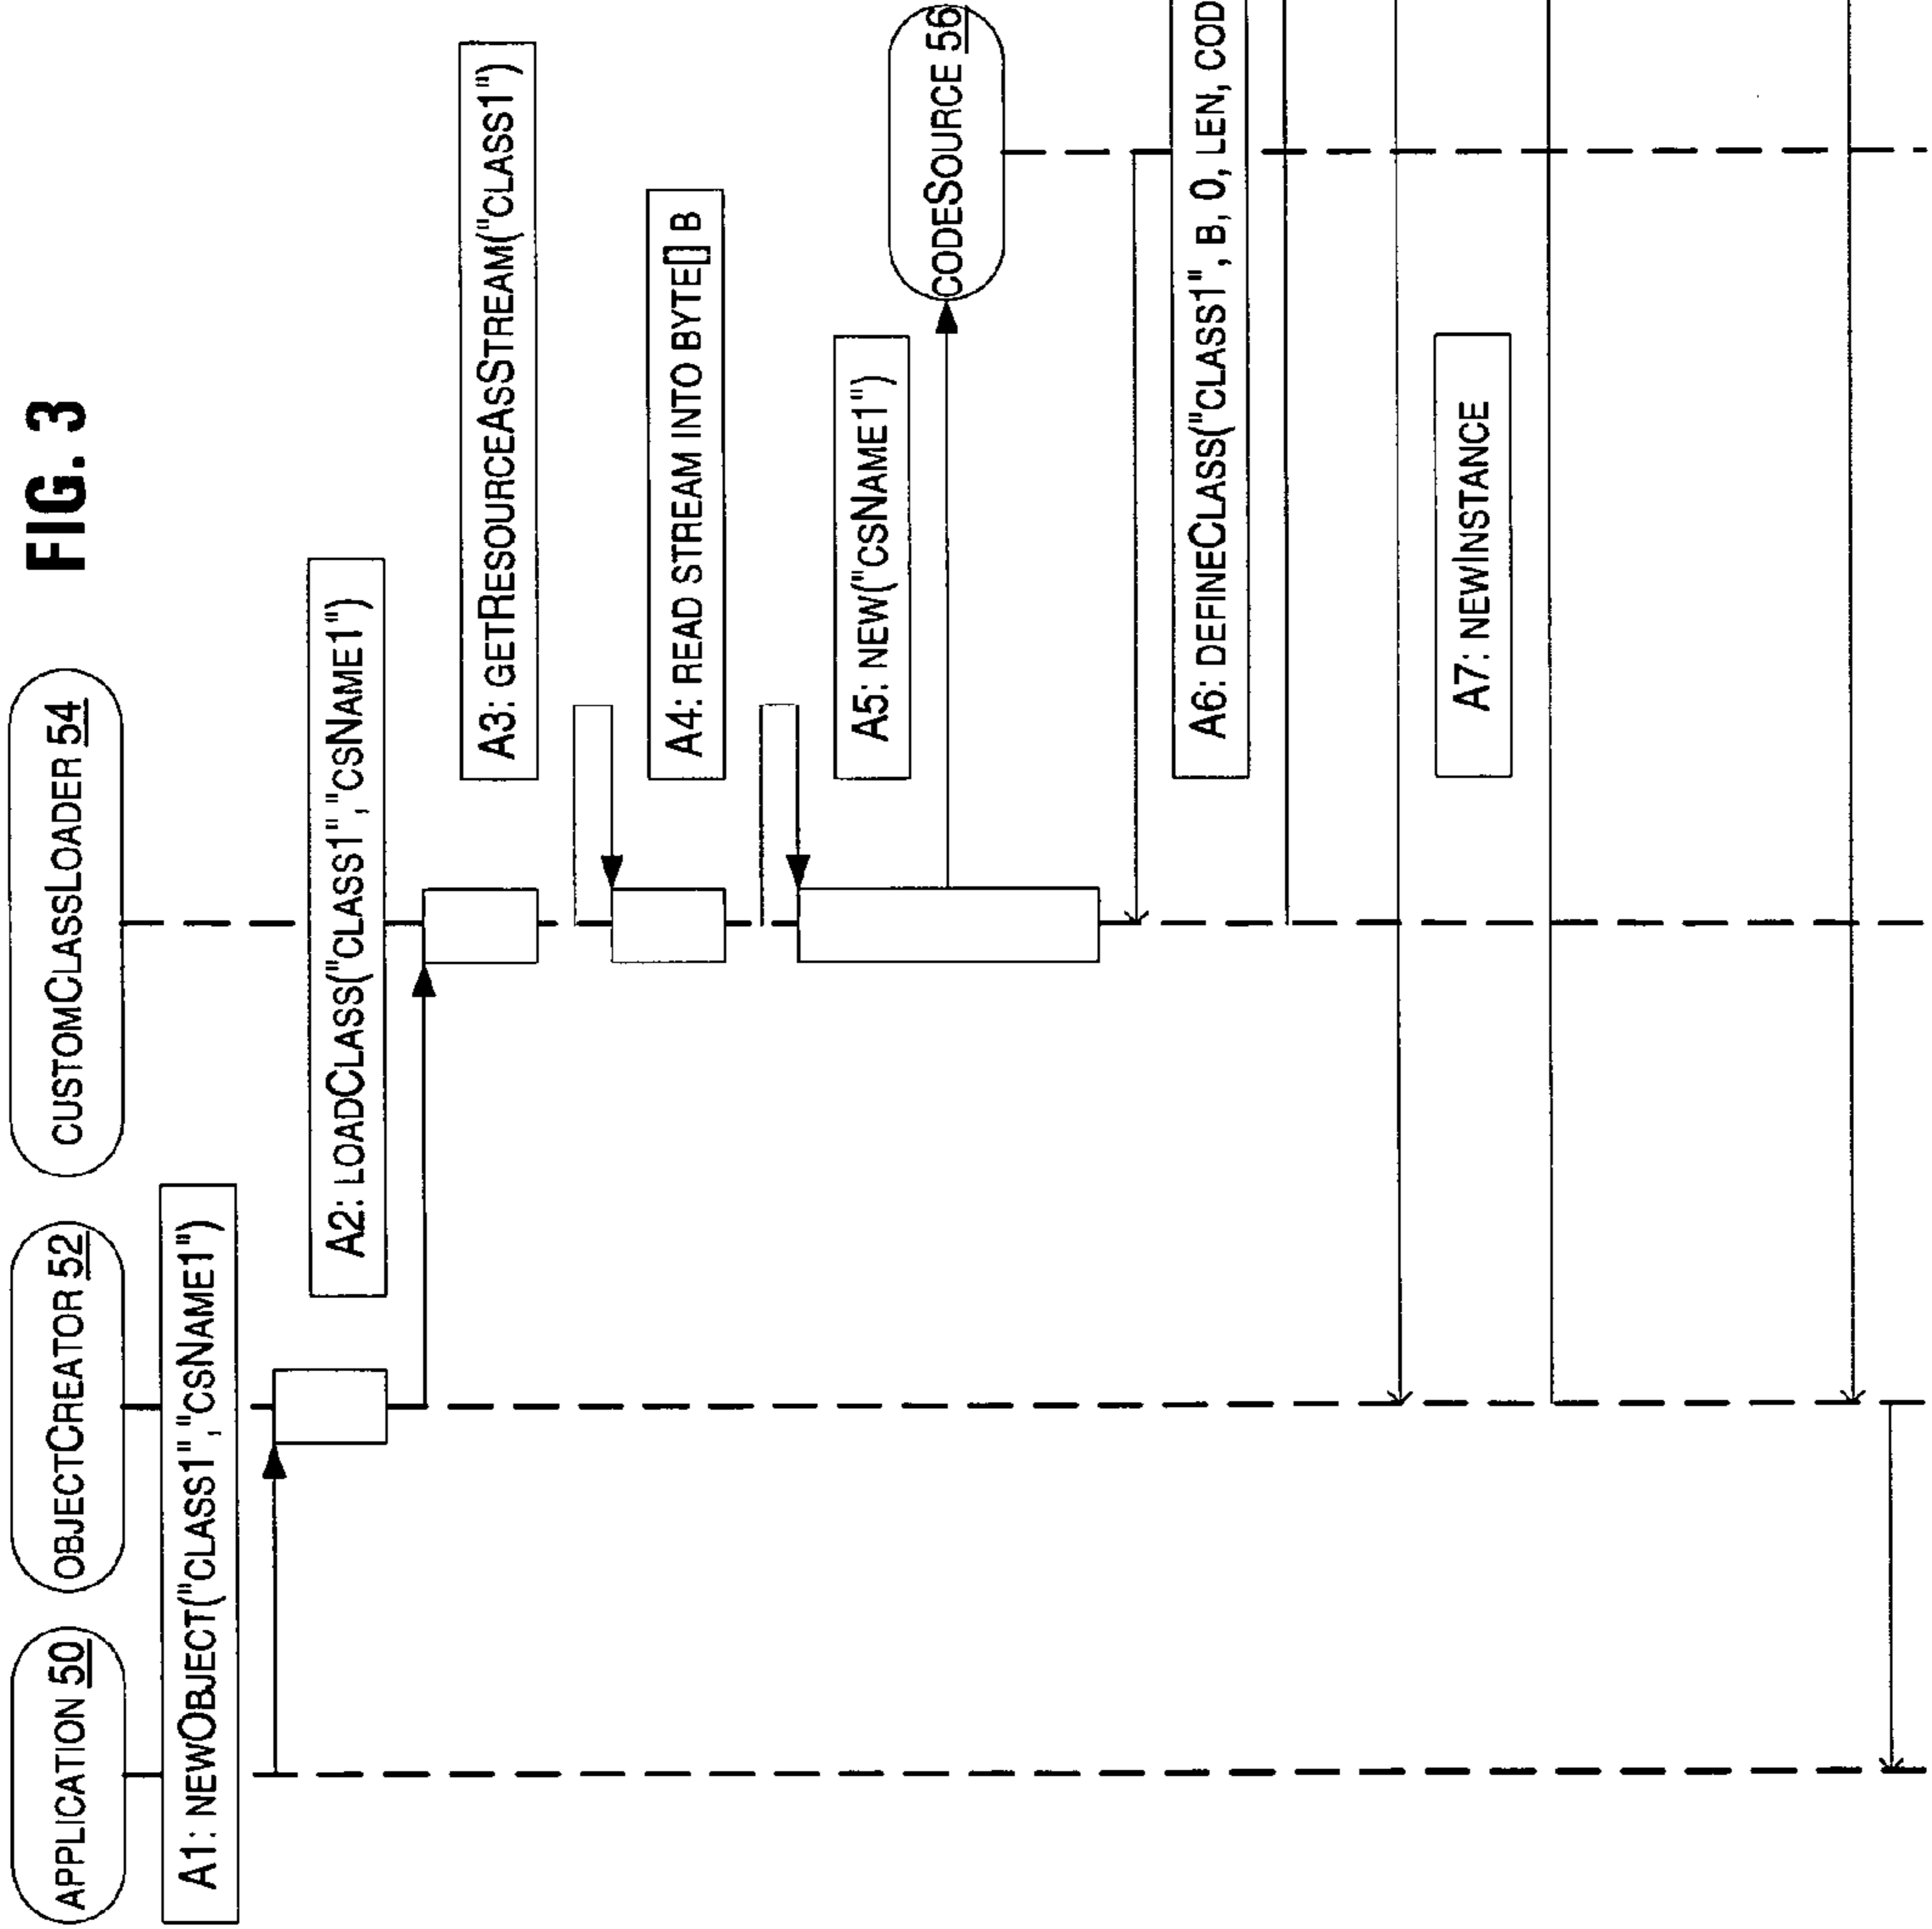 FIG. 3
APPLICATION 50
OBJECTCREATOR 52
CUSTOMCLASSLOADER 54
A1: NEWOBJECT("CLASS1","CSNAME1")
A2: LOADCLASS("CLASS1","CSNAME1")
A3: GETRESOURCEASSTREAM("CLASS1")
A4: READ STREAM INTO BYTE[] B
A5: NEW("CSNAME1")
CODESOURCE 56
A6: DEFINECLASS("CLASS1", B, O, LEN, COD
A7: NEWINSTANCE